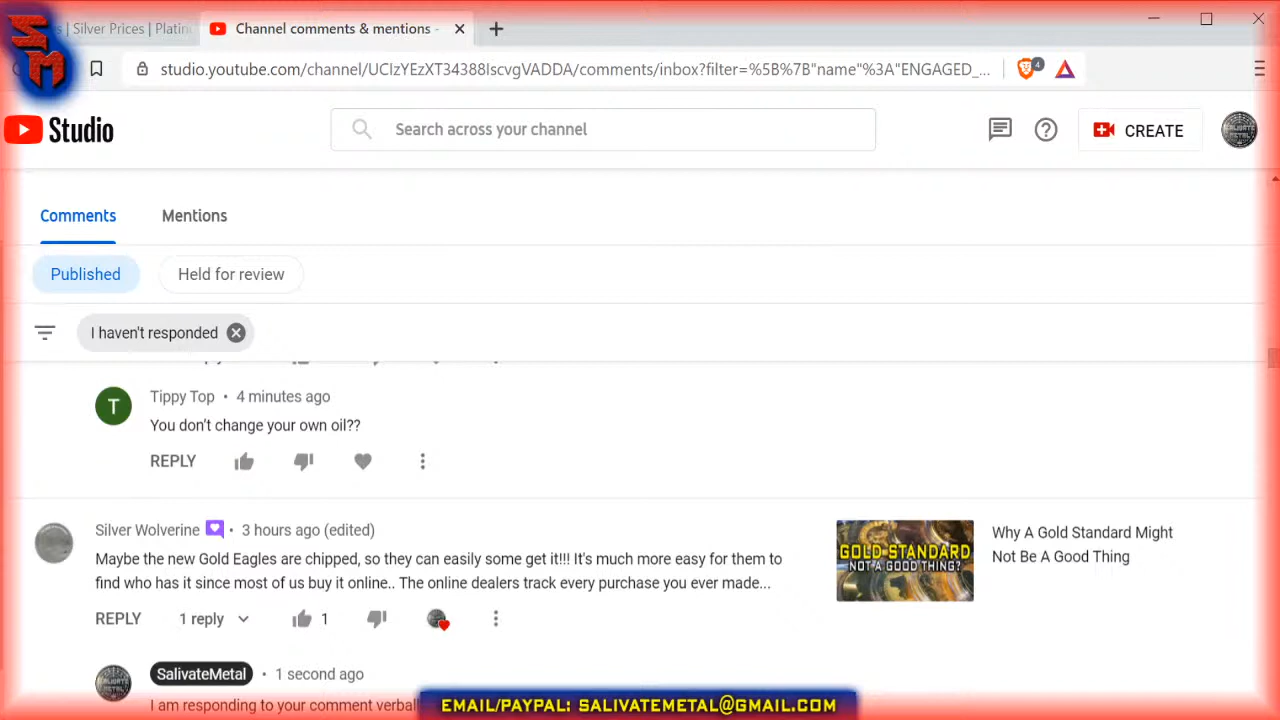 SM
s | Silver Prices | Platin
Channel comments & mentions -
studio.youtube.com/channel/UCIzYEzXT34388IscvgVADDA/comments/inbox?filter=%5B%7B"name"%3A"ENGAGED_...
4
Studio
Search across your channel
CREATE
Comments
Mentions
Published
Held for review
I haven't responded
Tippy Top • 4 minutes ago
T
You don't change your own oil??
REPLY
Silver Wolverine • 3 hours ago (edited)
Maybe the new Gold Eagles are chipped, so they can easily some get it!!! It's much more easy for them to
find who has it since most of us buy it online.. The online dealers track every purchase you ever made...
GOLD STANDARD
NOT A GOOD THING?
Why A Gold Standard Might
Not Be A Good Thing
REPLY
1 reply
1
SalivateMetal • 1 second ago
I am responding to your comment verbal
EMAIL/PAYPAL: SALIVATEMETAL@GMAIL.COM